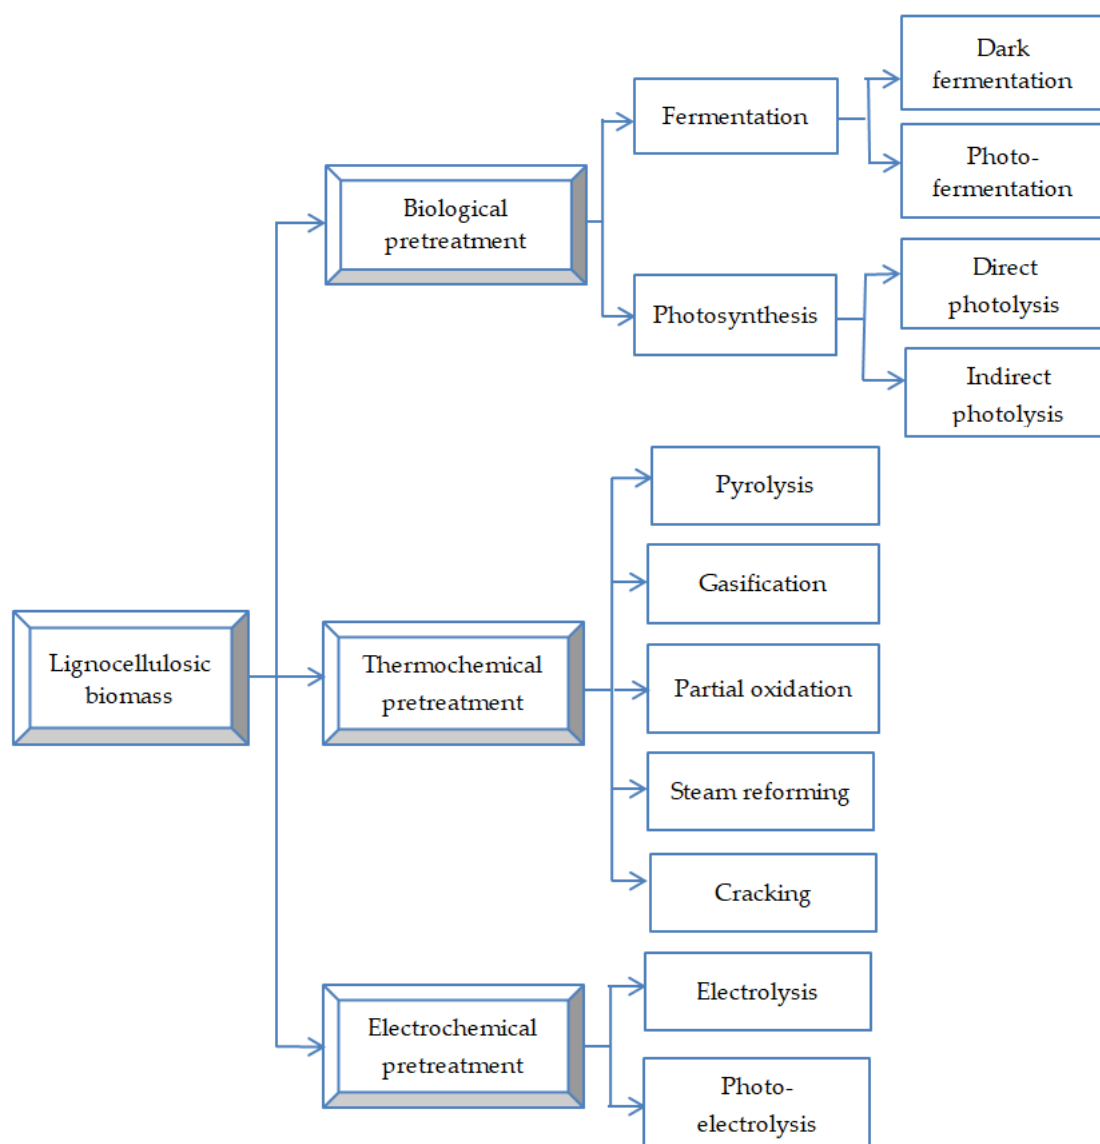 Dark
fermentation
Fermentation
Photo-
fermentation
Biological
pretreatment
Direct
photolysis
Photosynthesis
Indirect
photolysis
Pyrolysis
Gasification
Lignocellulosic
biomass
Thermochemical
pretreatment
Partial oxidation
Steam reforming
Cracking
Electrolysis
Electrochemical
pretreatment
Photo-
electrolysis